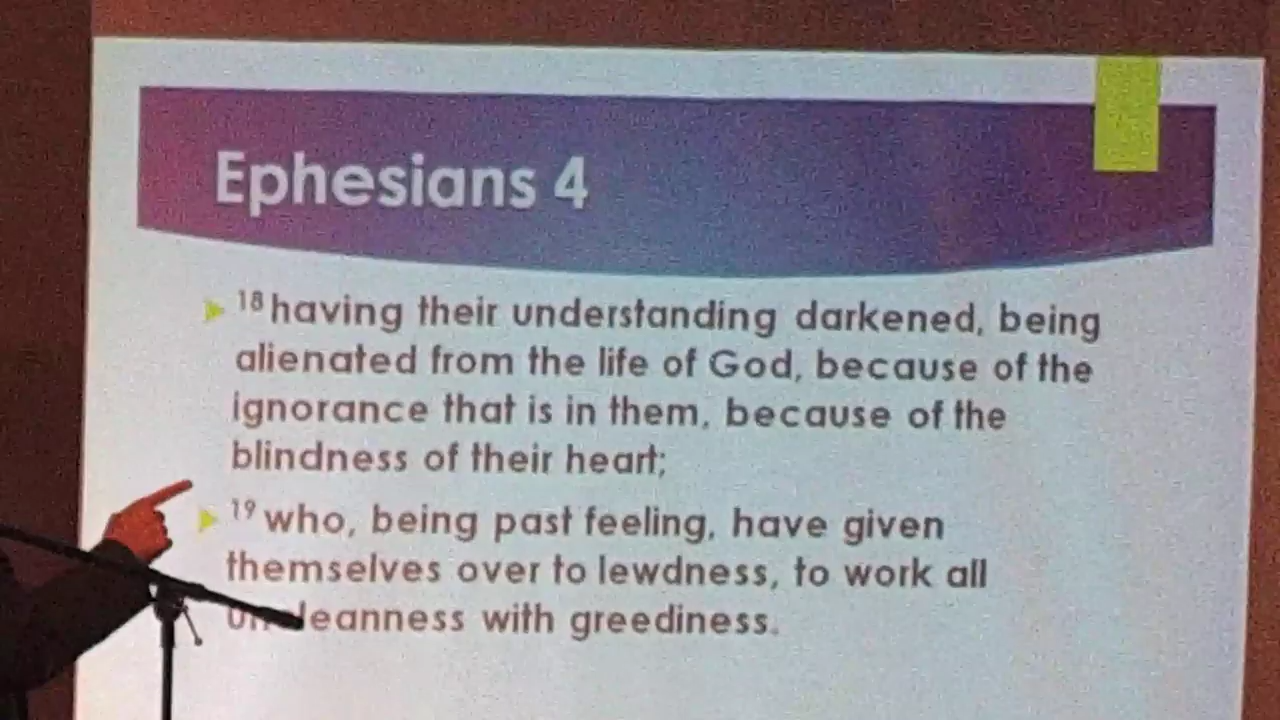 Ephesians 4
18 having their understanding darkened, being
alienated from the life of God, because of the
ignorance that is in them, because of the
blindness of their heart;
19 who, being past feeling, have given
themselves over to lewdness, to work all
uncleanness with greediness.